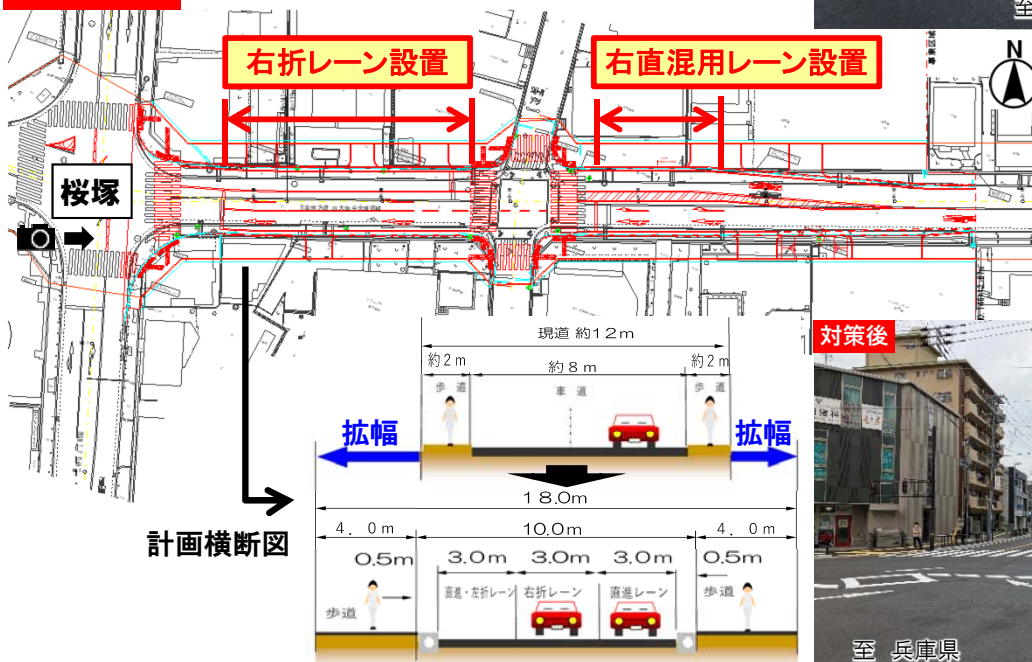 至
右折レーン設置
右直混用レーン設置
N
桜塚
対策後
現道 約12m
約2m
約8m
約2m
歩道
車道
歩道
拡幅
拡幅
18.0m
計画横断図
4.0m
10.0m
4.0m
0.5m
3.0m
3.0m
3.0m
0.5m
直進・左折レーン
右折レーン
直進レーン
歩道
歩道
至 兵庫県